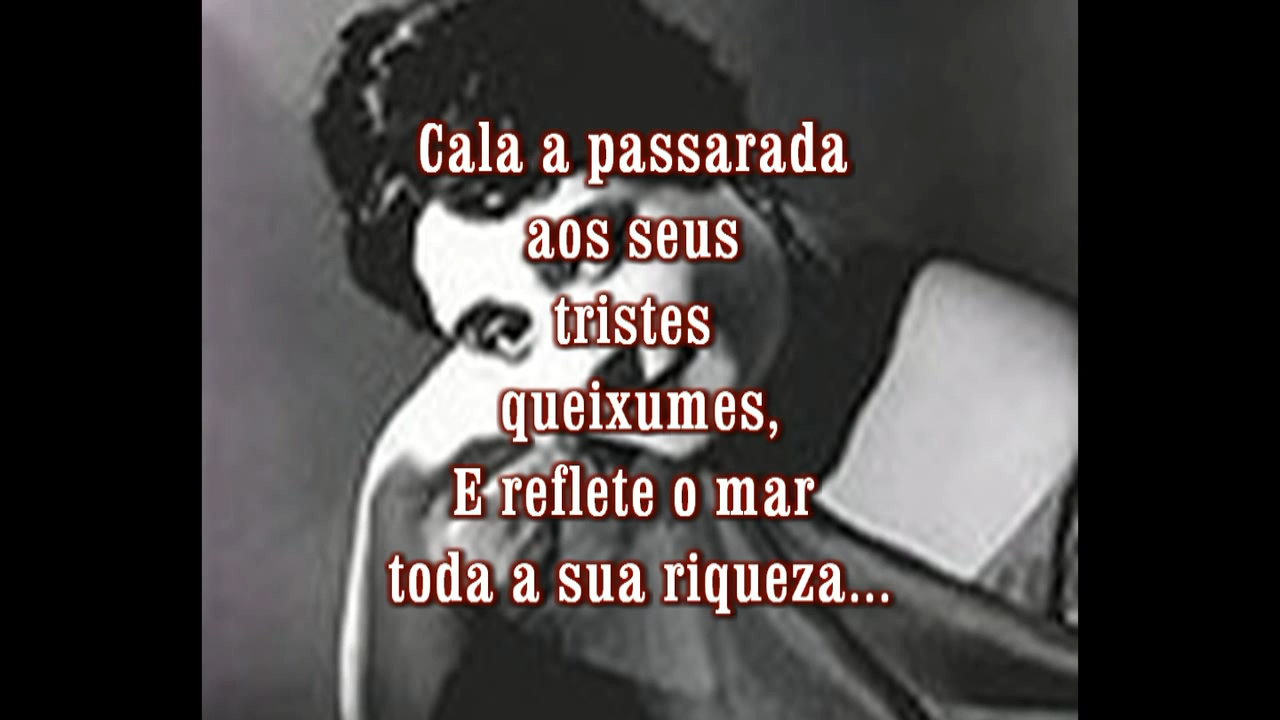 Cala a passarada
aos seus
tristes
queixumes,
E reflete o mar
toda a sua riqueza...